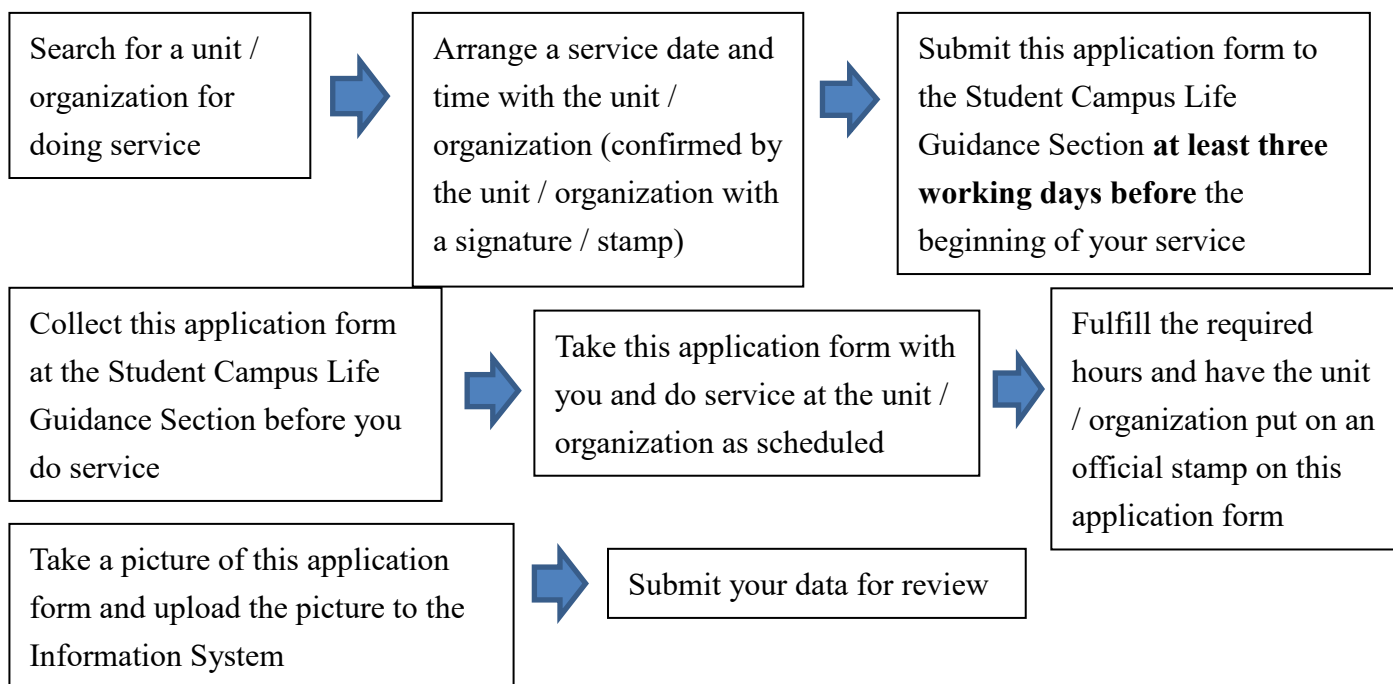 Search for a unit /
organization for
doing service
Arrange a service date and
time with the unit /
organization (confirmed by
the unit / organization with
a signature / stamp)
Submit this application form to
the Student Campus Life
Guidance Section at least three
working days before the
beginning of your service
Collect this application form
at the Student Campus Life
Guidance Section before you
do service
Take this application form with
you and do service at the unit /
organization as scheduled
Fulfill the required
hours and have the unit
/ organization put on an
official stamp on this
application form
Take a picture of this application
form and upload the picture to the
Information System
Submit your data for review